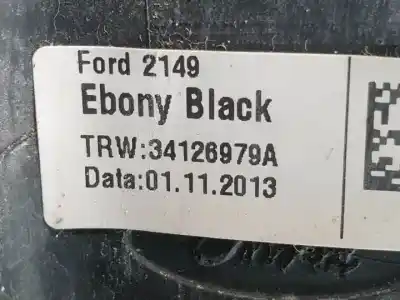 Ford 2149
Ebony Black
TRW:34126979A
Data:01.11.2013